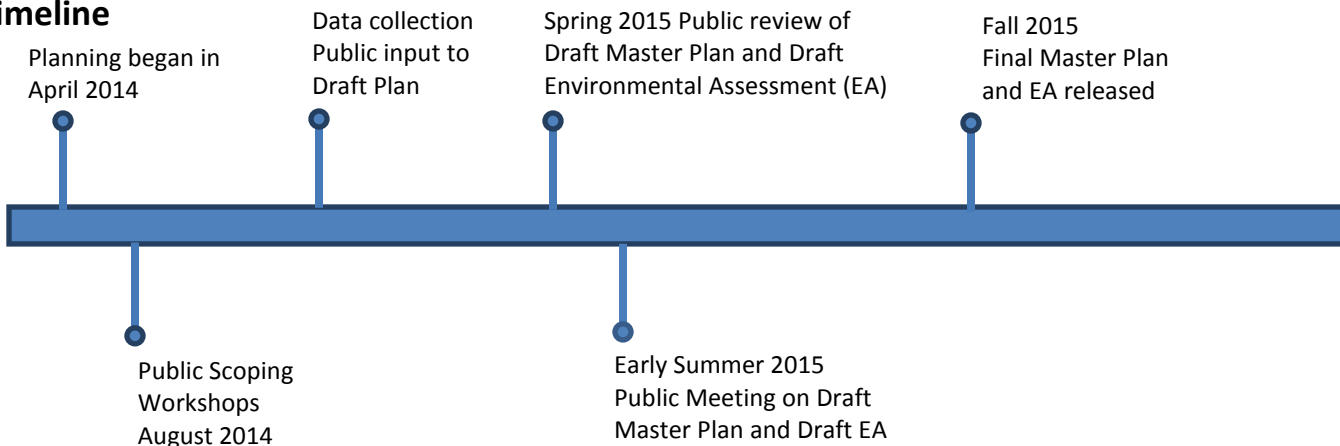 imeline
Planning began in
April 2014
Data collection
Public input to
Draft Plan
Spring 2015 Public review of
Draft Master Plan and Draft
Environmental Assessment (EA)
Fall 2015
Final Master Plan
and EA released
Public Scoping
Workshops
August 2014
Early Summer 2015
Public Meeting on Draft
Master Plan and Draft EA